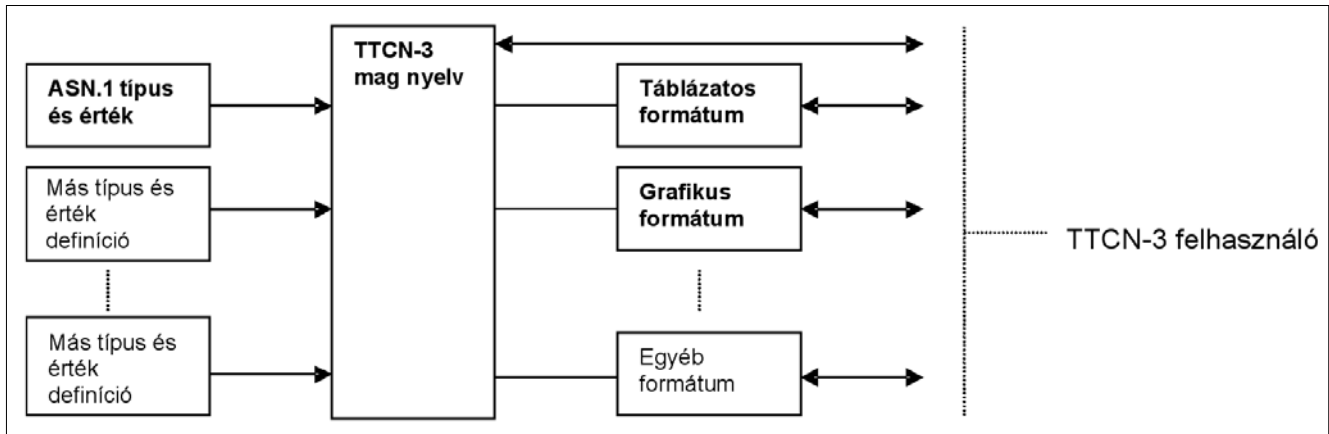 ASN.1 típus
és érték
Más típus és
érték
definíció
Más típus és
érték
definíció
TTCN-3
mag nyelv
Táblázatos
formátum
Grafikus
formátum
Egyéb
formátum
TTCN-3 felhasználó